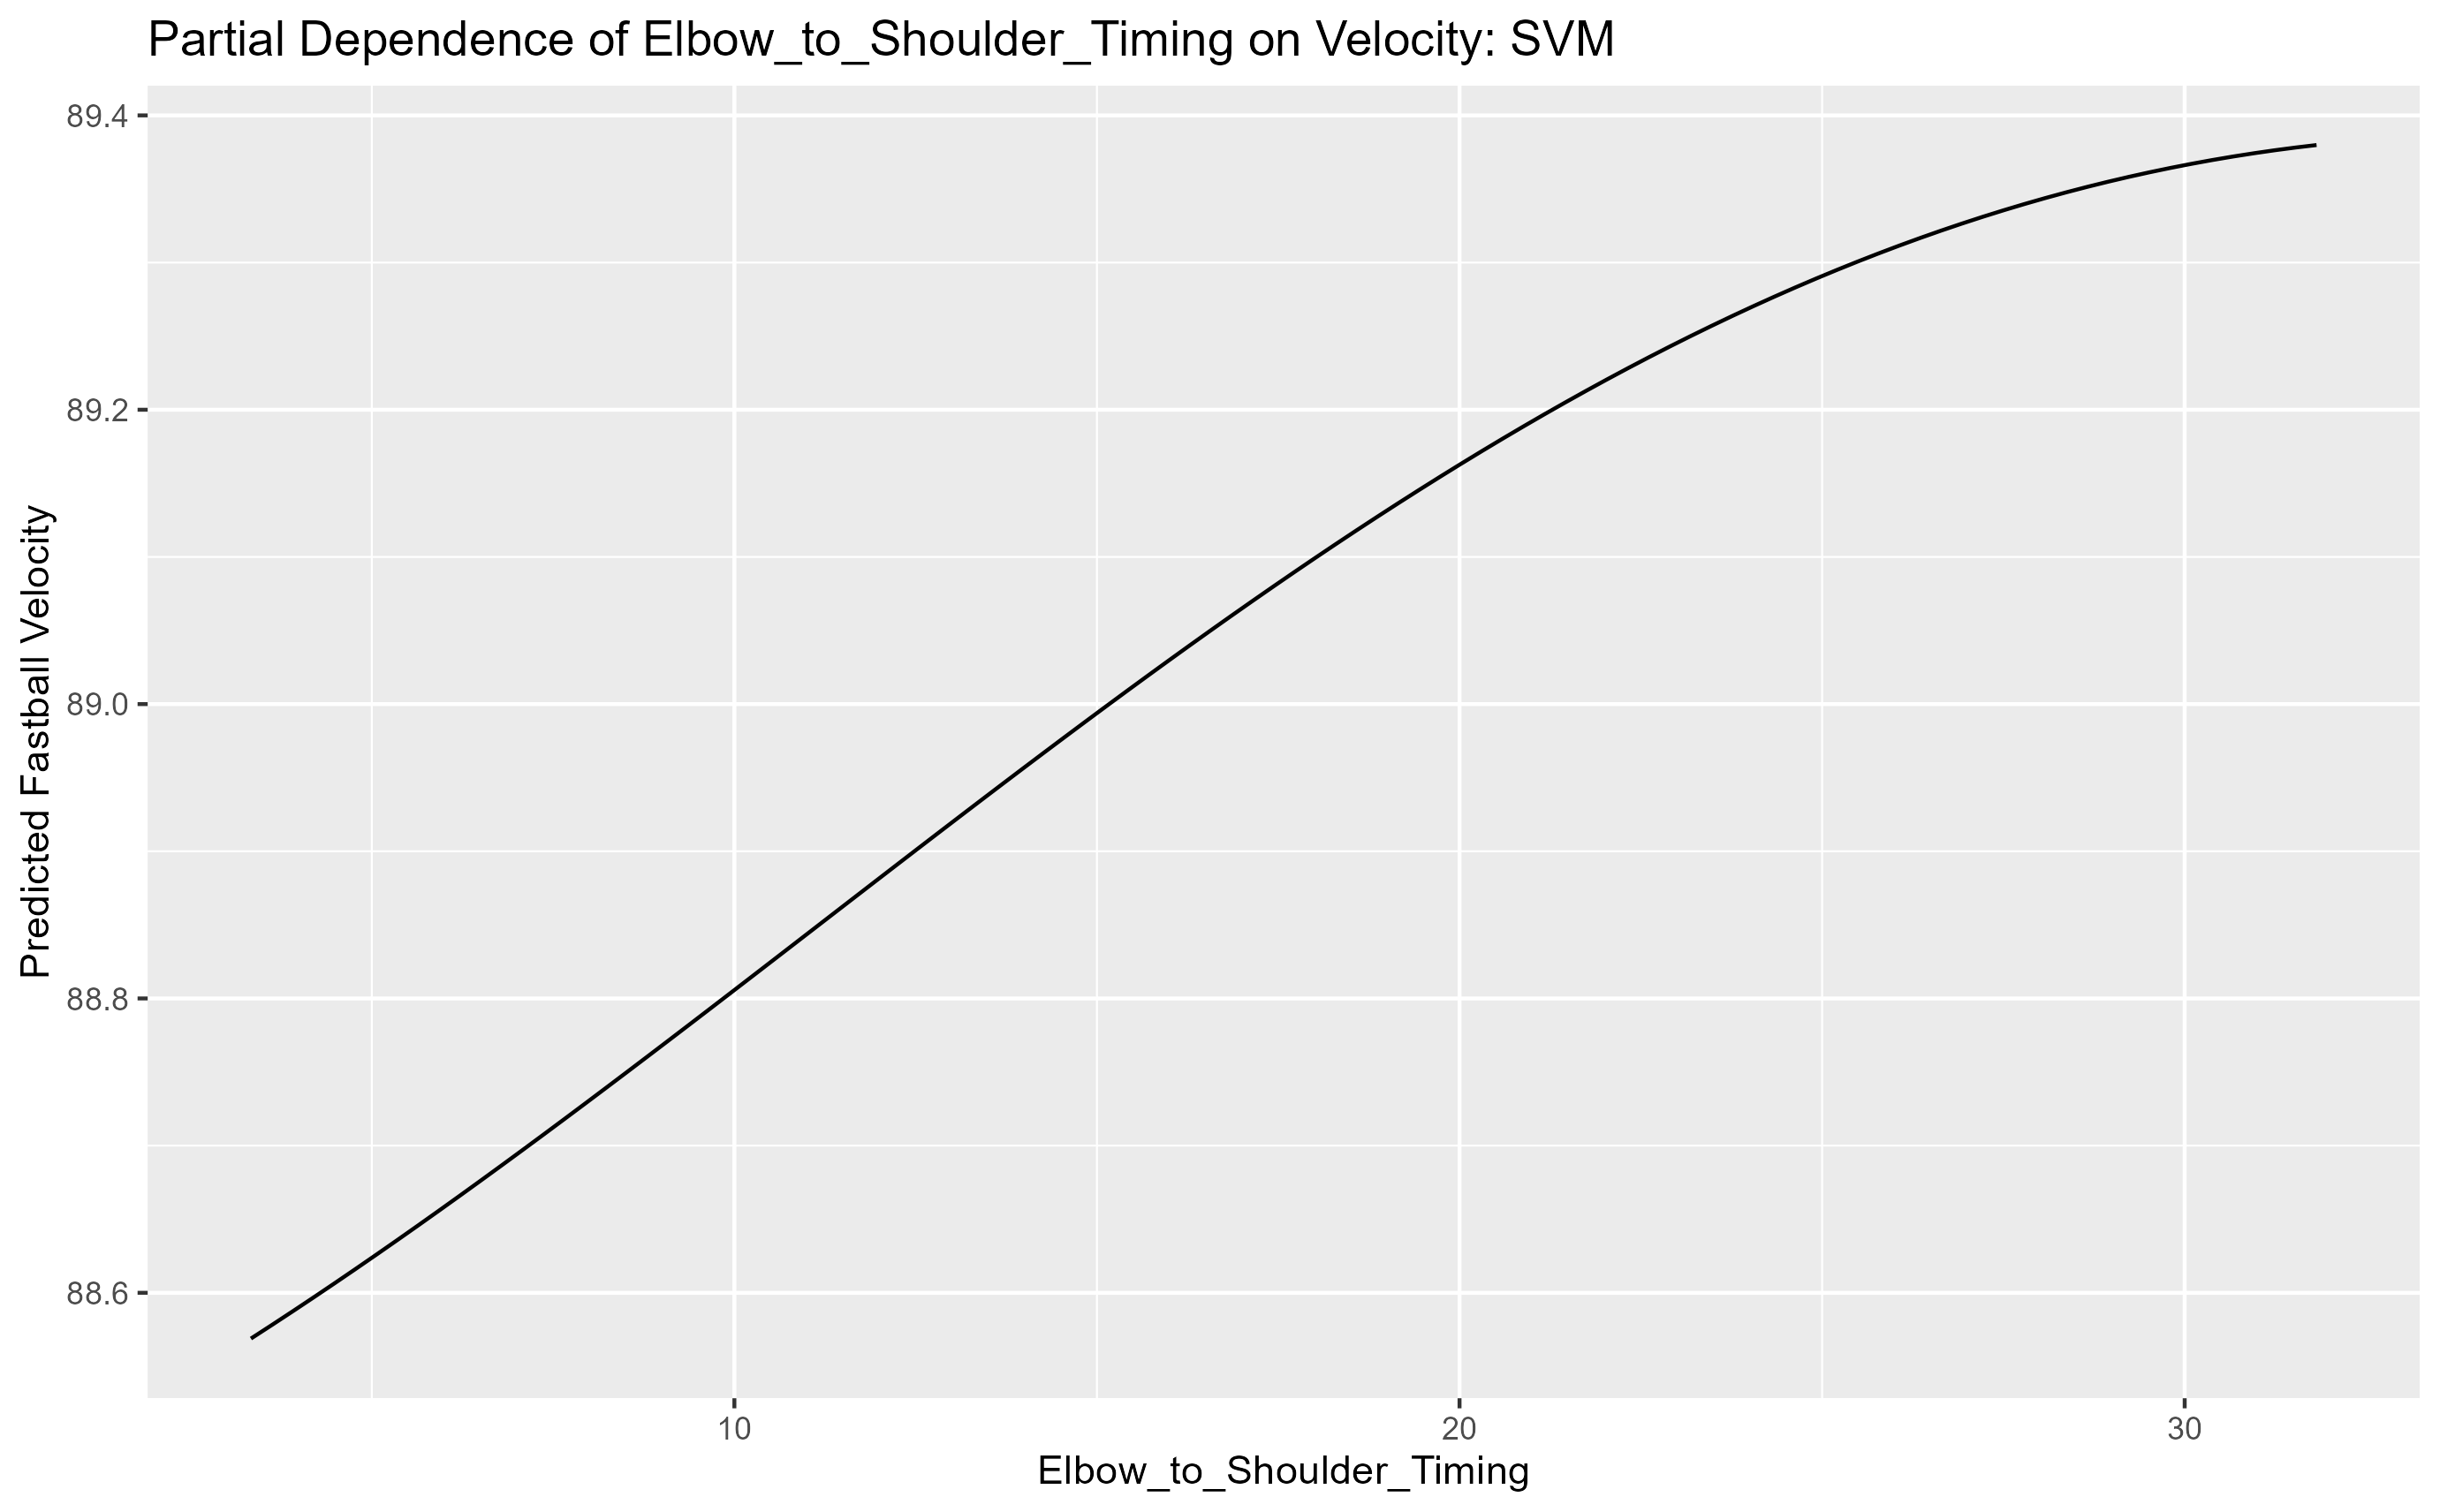 Partial Dependence of Elbow_to_Shoulder_Timing on Velocity: SVM
89.4
89.2
89.0
88.8
88.6
Predicted Fastball Velocity
10
20
30
Elbow_to_Shoulder_Timing